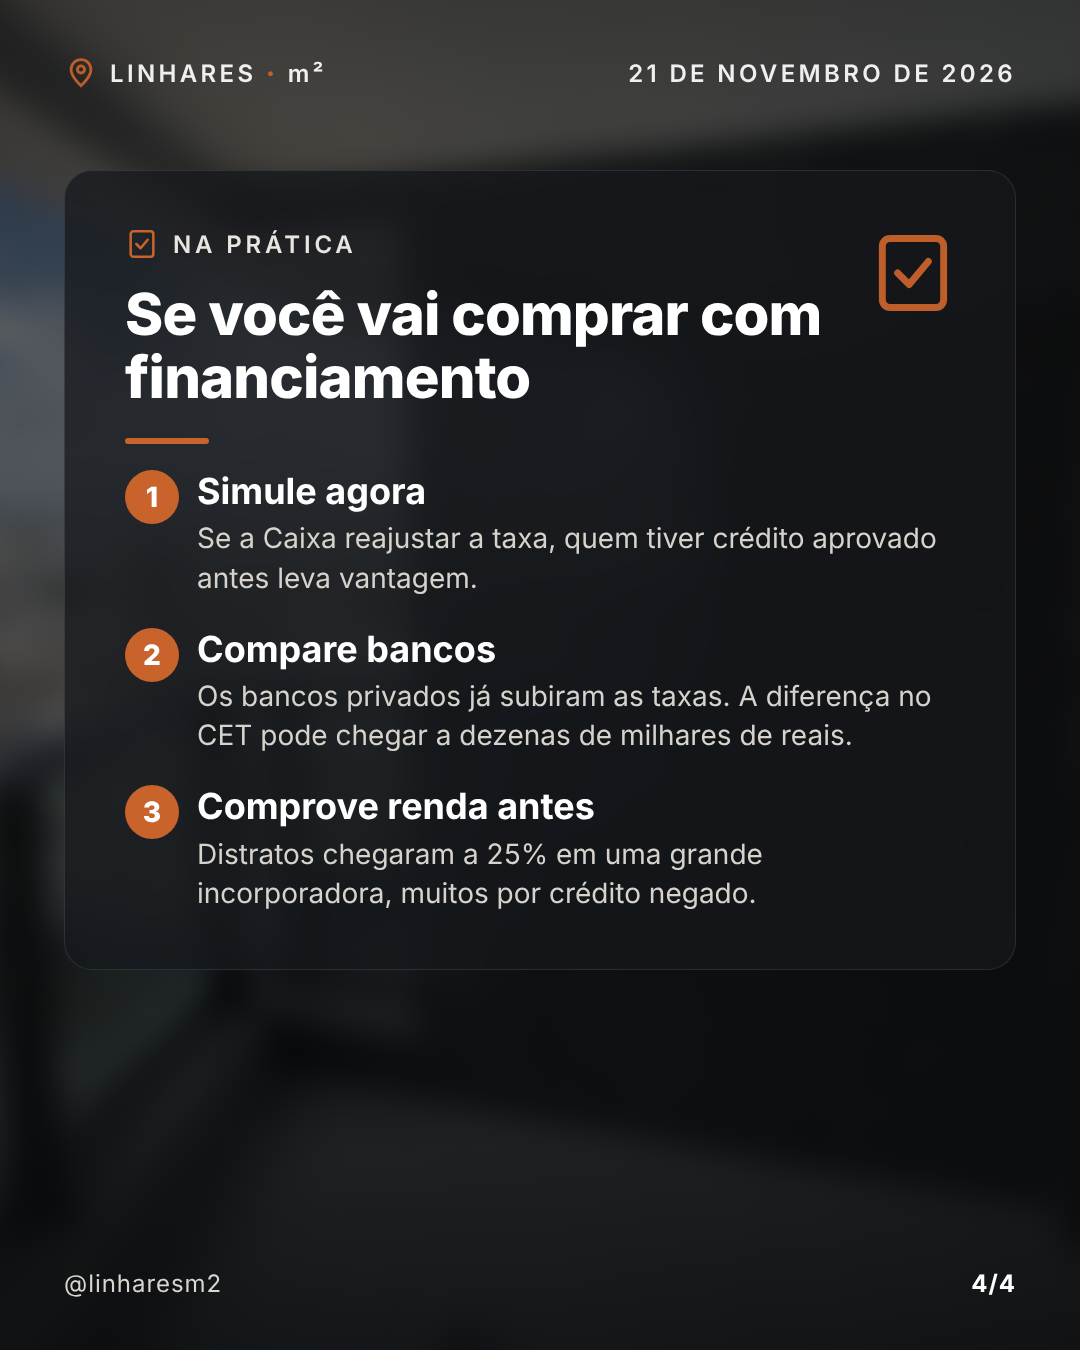 LINHARES · m²
21 DE NOVEMBRO DE 2026
NA PRÁTICA
Se você vai comprar com
financiamento
1 Simule agora
Se a Caixa reajustar a taxa, quem tiver crédito aprovado
antes leva vantagem.
2 Compare bancos
Os bancos privados já subiram as taxas. A diferença no
CET pode chegar a dezenas de milhares de reais.
3 Comprove renda antes
Distratos chegaram a 25% em uma grande
incorporadora, muitos por crédito negado.
@linharesm2
4/4